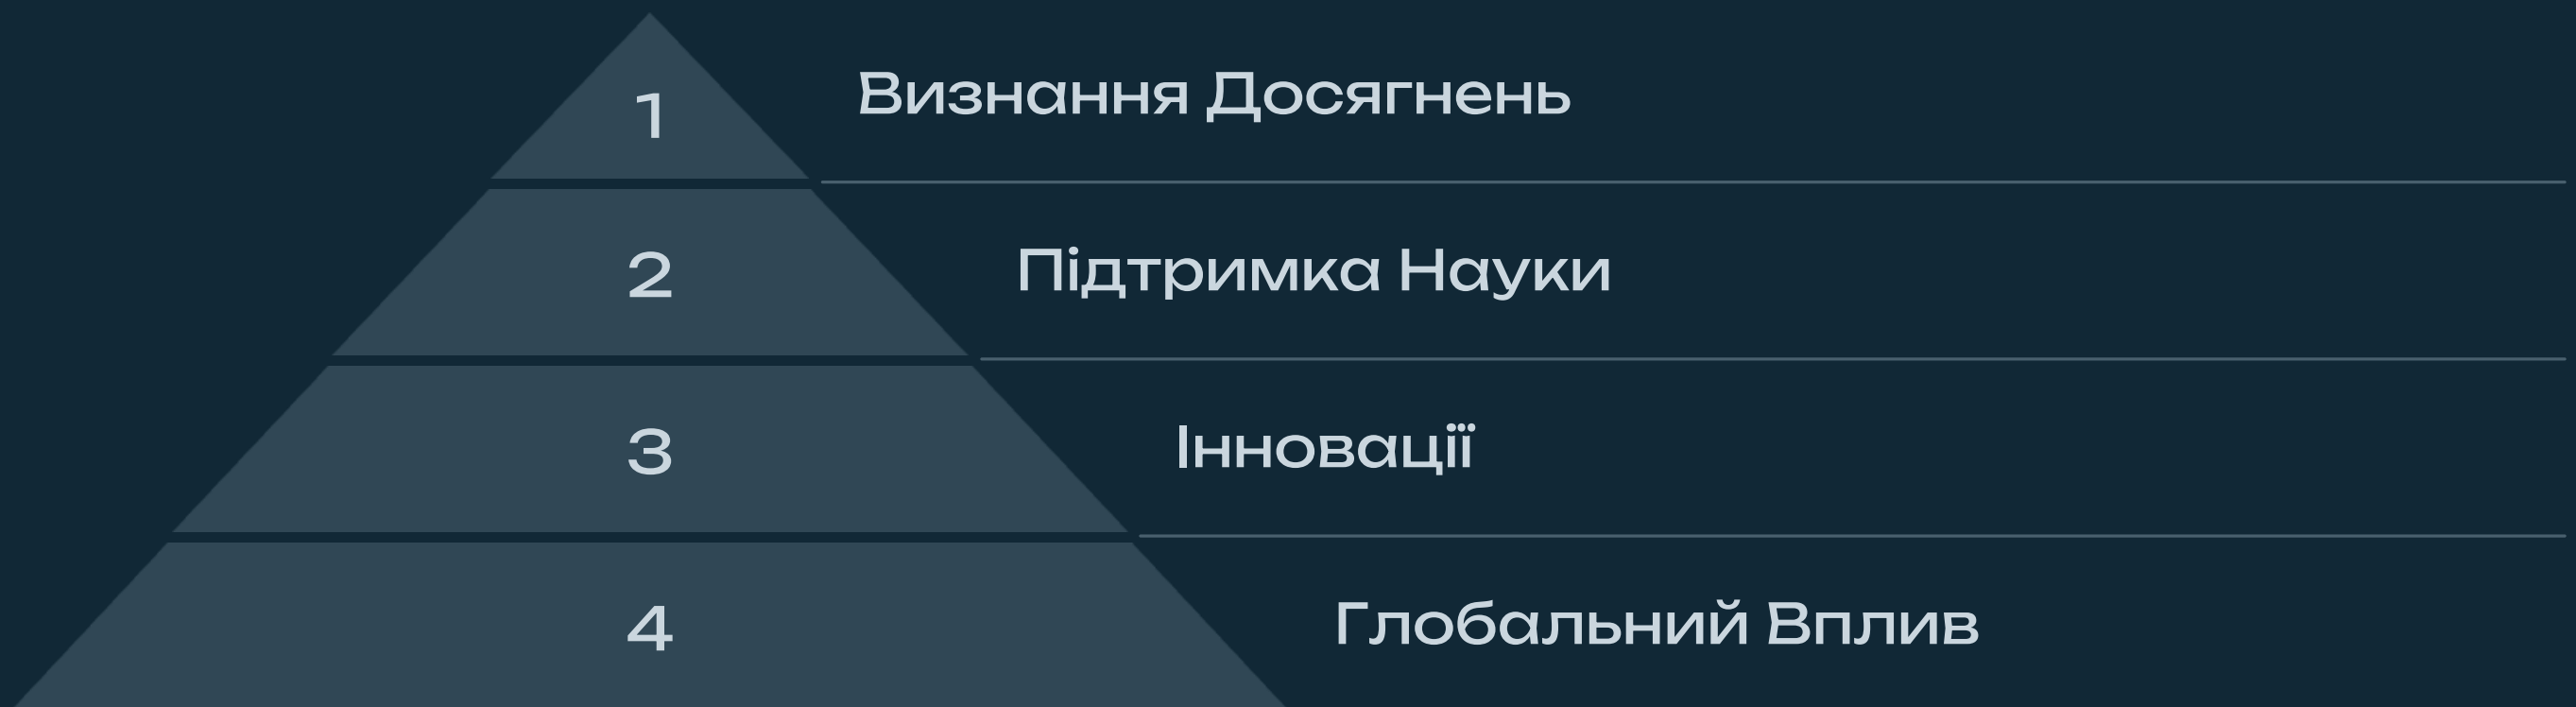 1
Визнання Досягнень
2
Підтримка Науки
3
Інновації
4
Глобальний Вплив